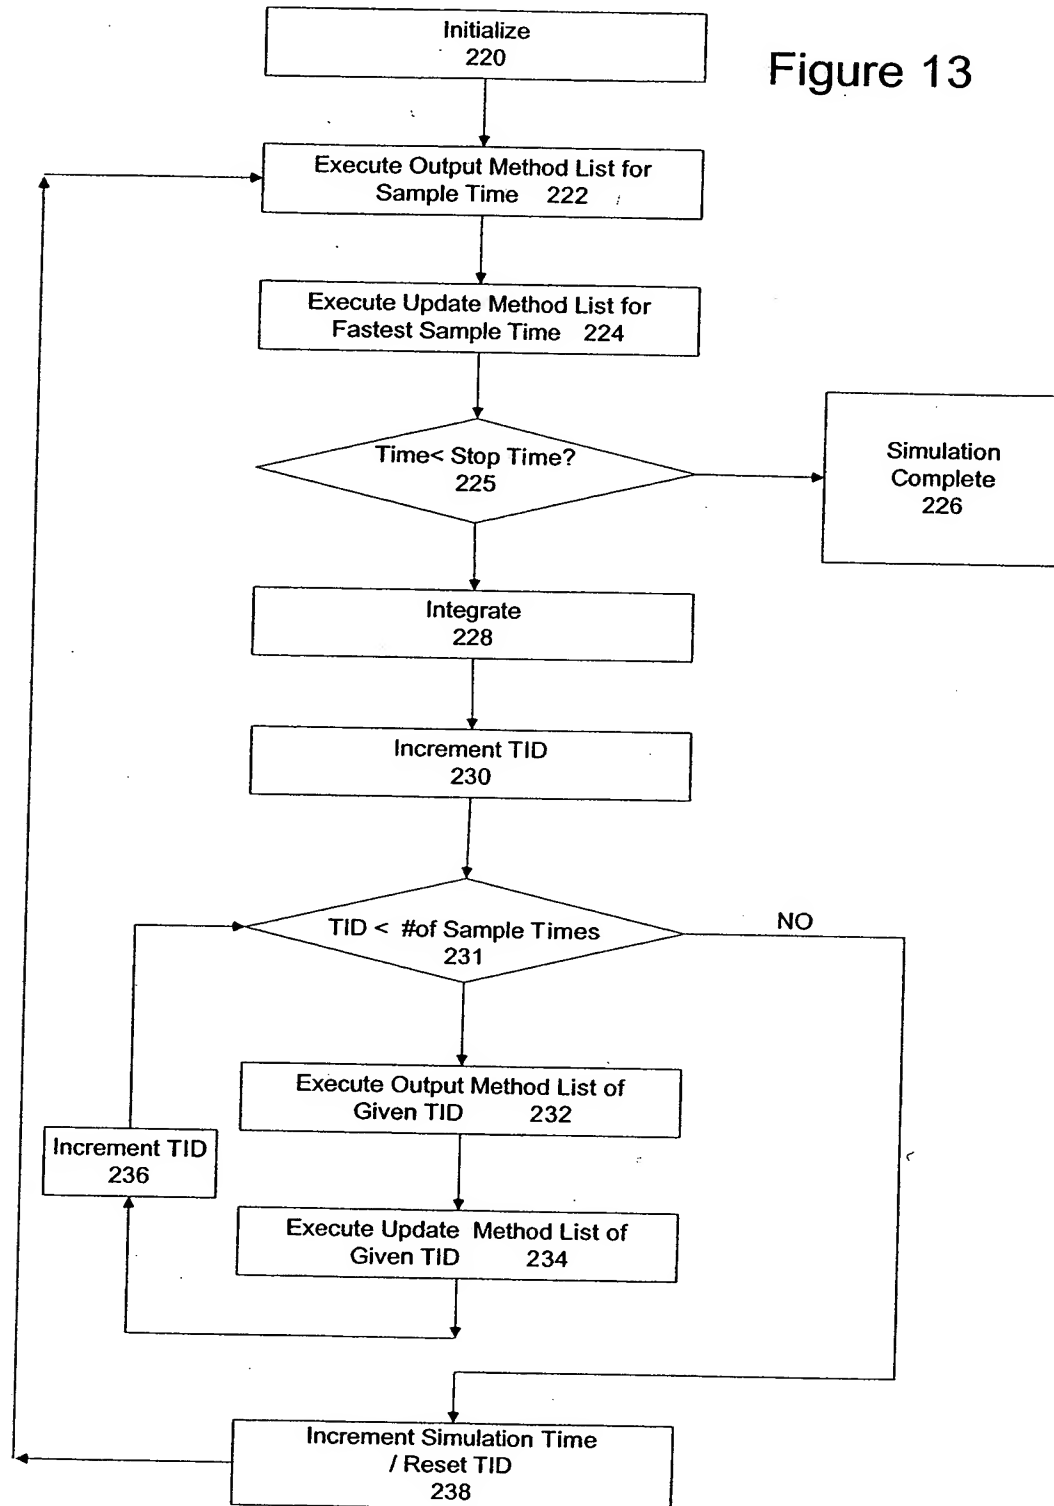 Initialize
220
Figure 13
Execute Output Method List for
Sample Time 222
Execute Update Method List for
Fastest Sample Time 224
Time< Stop Time?
225
Simulation
Complete
226
Integrate
228
Increment TID
230
TID < #of Sample Times
231
NO
Execute Output Method List of
Given TID 232
Increment TID
236
Execute Update Method List of
Given TID 234
Increment Simulation Time
/ Reset TID
238